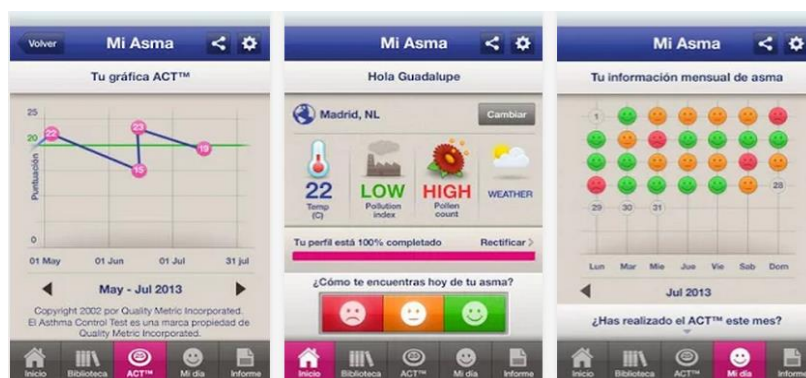 Volver
Mi Asma
Tu gráfica ACT™
25
20
0
Puntuación
22
15
23
19
01 May
01 Jun
01 Jul
31 jul
May - Jul 2013
Copyright 2002 por Quality Metric Incorporated.
El Asthma Control Test es una marca propiedad de
Quality Metric Incorporated.
Inicio
Biblioteca
ACT™
Mi día
Informe
Mi Asma
Hola Guadalupe
Madrid, NL
Cambiar
22
Temp
(C)
LOW
Pollution
index
HIGH
Pollen
count
WEATHER
Tu perfil está 100% completado
Rectificar >
¿Cómo te encuentras hoy de tu asma?
Inicio
Biblioteca
ACT™
Mi día
Informe
Mi Asma
Tu información mensual de asma
1
28
29
30
31
Lun
Mar
Mie
Jue
Vie
Sab
Dom
Jul 2013
¿Has realizado el ACT™ este mes?
Inicio
Biblioteca
ACT™
Mi día
Informe